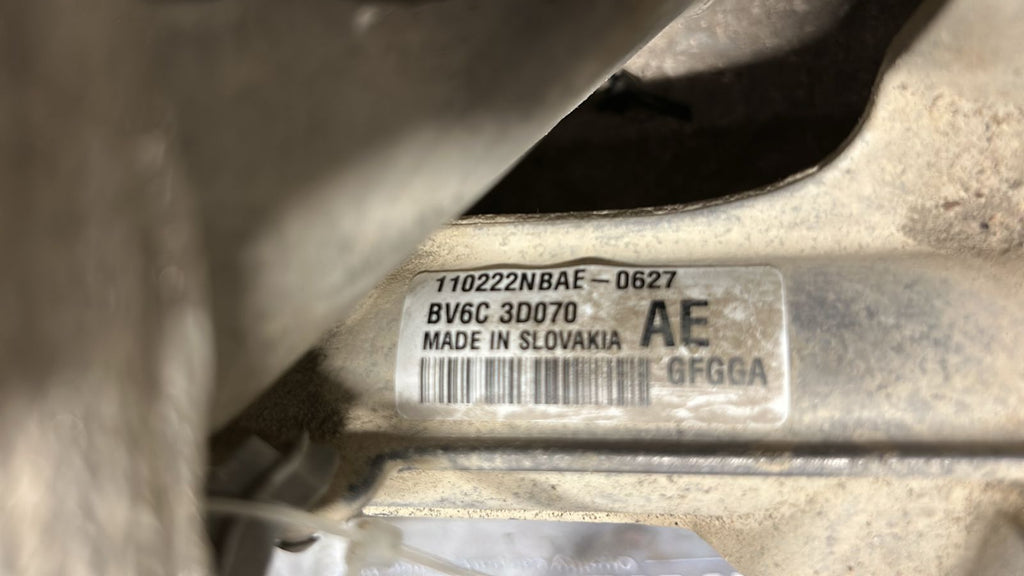 110222NBAE-0627
BV6C 3D070 AE
MADE IN SLOVAKIA
GFGGA